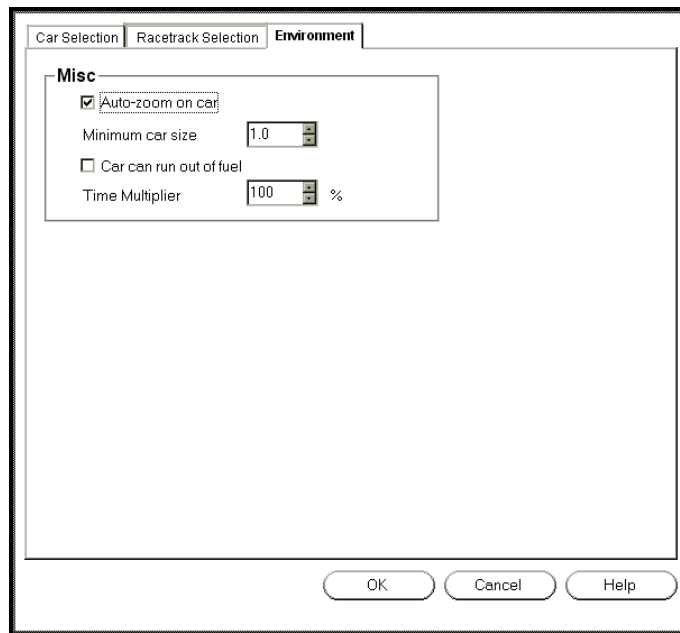 Car Selection
Racetrack Selection
Environment
Misc
Auto-zoom on car
Minimum car size 1.0
Car can run out of fuel
Time Multiplier 100 %
OK Cancel Help